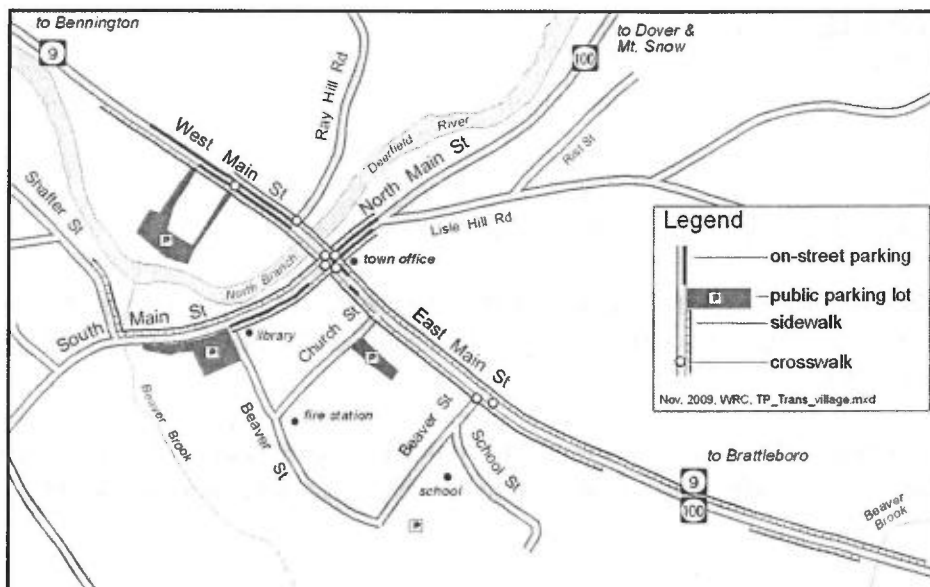 to Bennington
9
to Dover &
Mt. Snow
100
Ray Hill Rd
West Main St
Deerfield River
North Main St
Rist St
Lisle Hill Rd
Shafter St
P
North Branch
town office
South Main St
library
P
Church St
P
East Main St
Beaver Brook
Beaver St
fire station
Beaver St
School St
school
P
to Brattleboro
9
100
Beaver
Brook
Legend
on-street parking
P
public parking lot
sidewalk
crosswalk
Nov. 2009, WRC, TP_Trans_village.mxd